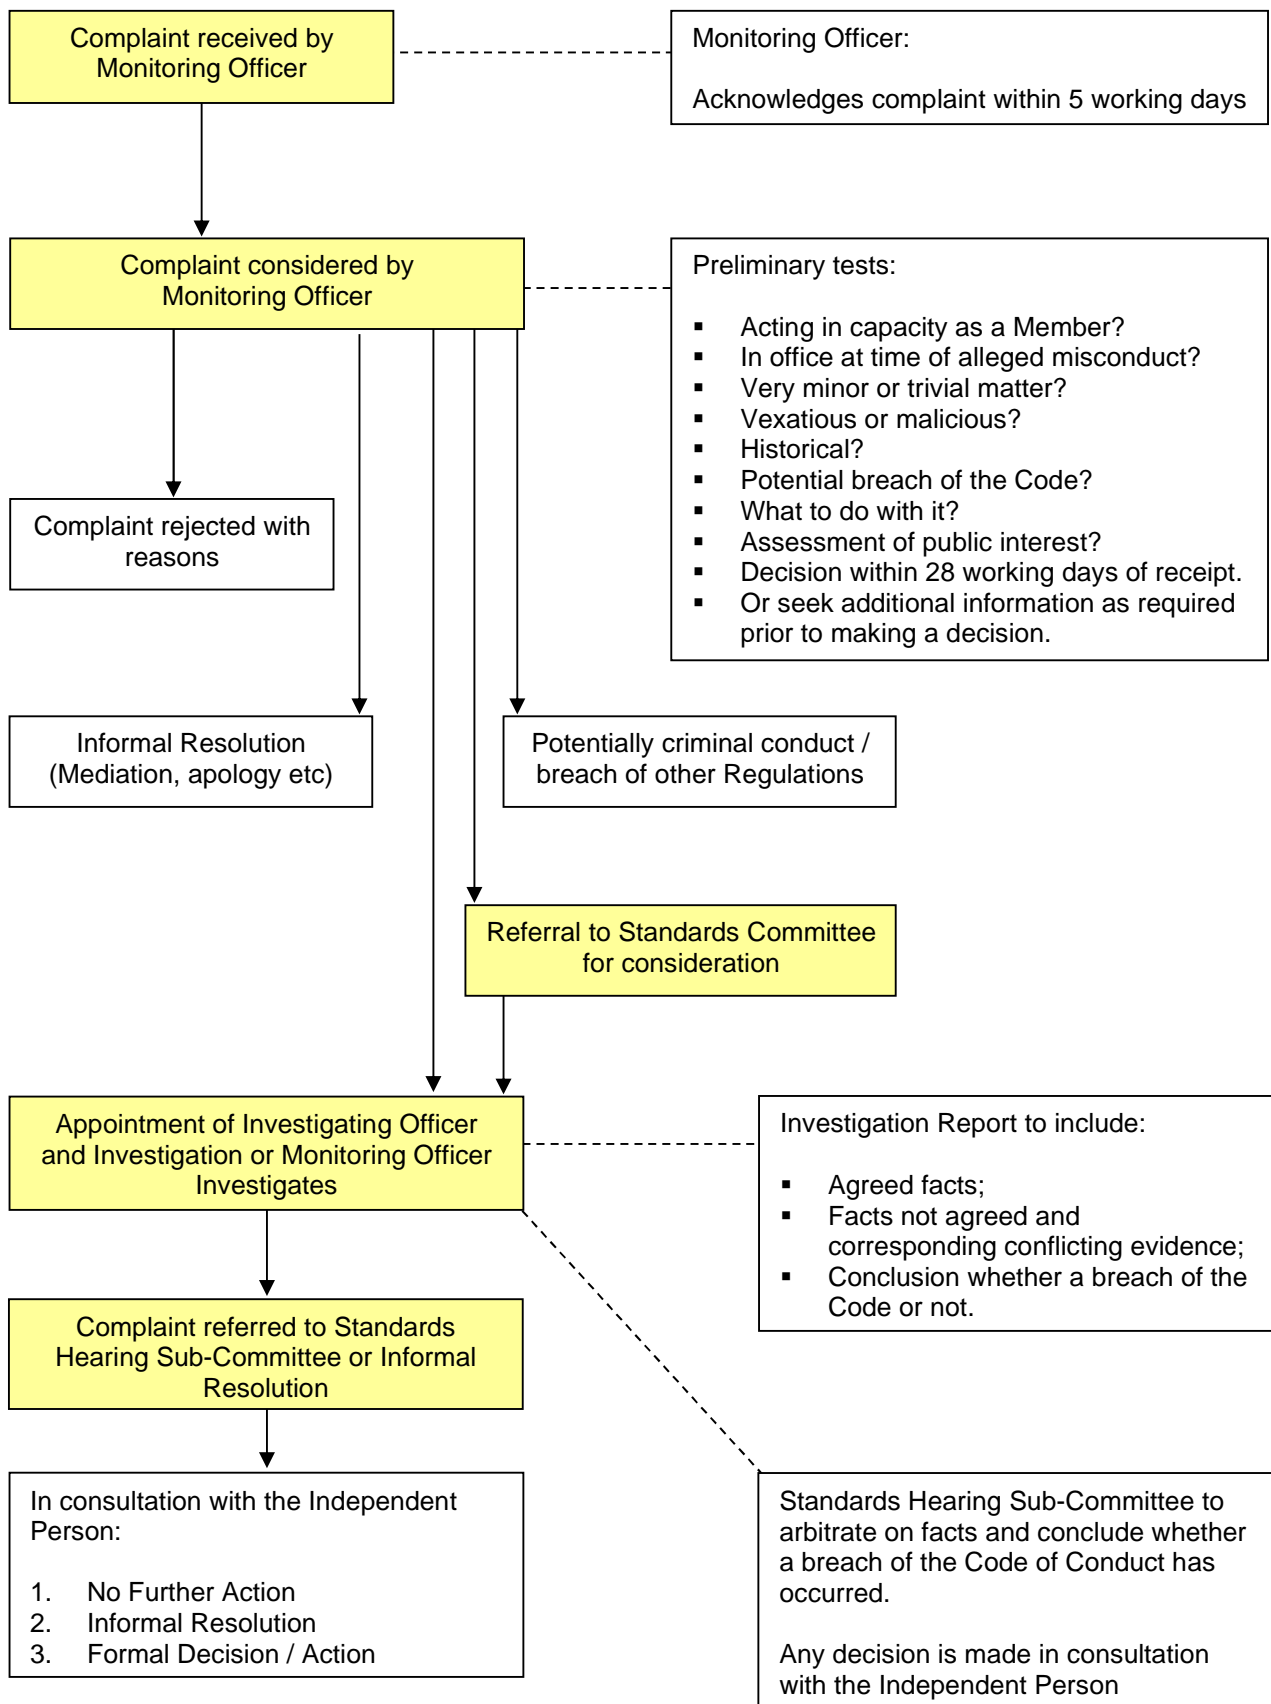 Complaint received by
Monitoring Officer
Monitoring Officer:
Acknowledges complaint within 5 working days
Complaint considered by
Monitoring Officer
Preliminary tests:
▪ Acting in capacity as a Member?
▪ In office at time of alleged misconduct?
▪ Very minor or trivial matter?
▪ Vexatious or malicious?
▪ Historical?
▪ Potential breach of the Code?
▪ What to do with it?
▪ Assessment of public interest?
▪ Decision within 28 working days of receipt.
▪ Or seek additional information as required
prior to making a decision.
Complaint rejected with
reasons
Informal Resolution
(Mediation, apology etc)
Potentially criminal conduct /
breach of other Regulations
Referral to Standards Committee
for consideration
Appointment of Investigating Officer
and Investigation or Monitoring Officer
Investigates
Investigation Report to include:
▪ Agreed facts;
▪ Facts not agreed and
corresponding conflicting evidence;
▪ Conclusion whether a breach of the
Code or not.
Complaint referred to Standards
Hearing Sub-Committee or Informal
Resolution
In consultation with the Independent
Person:
1. No Further Action
2. Informal Resolution
3. Formal Decision / Action
Standards Hearing Sub-Committee to
arbitrate on facts and conclude whether
a breach of the Code of Conduct has
occurred.
Any decision is made in consultation
with the Independent Person